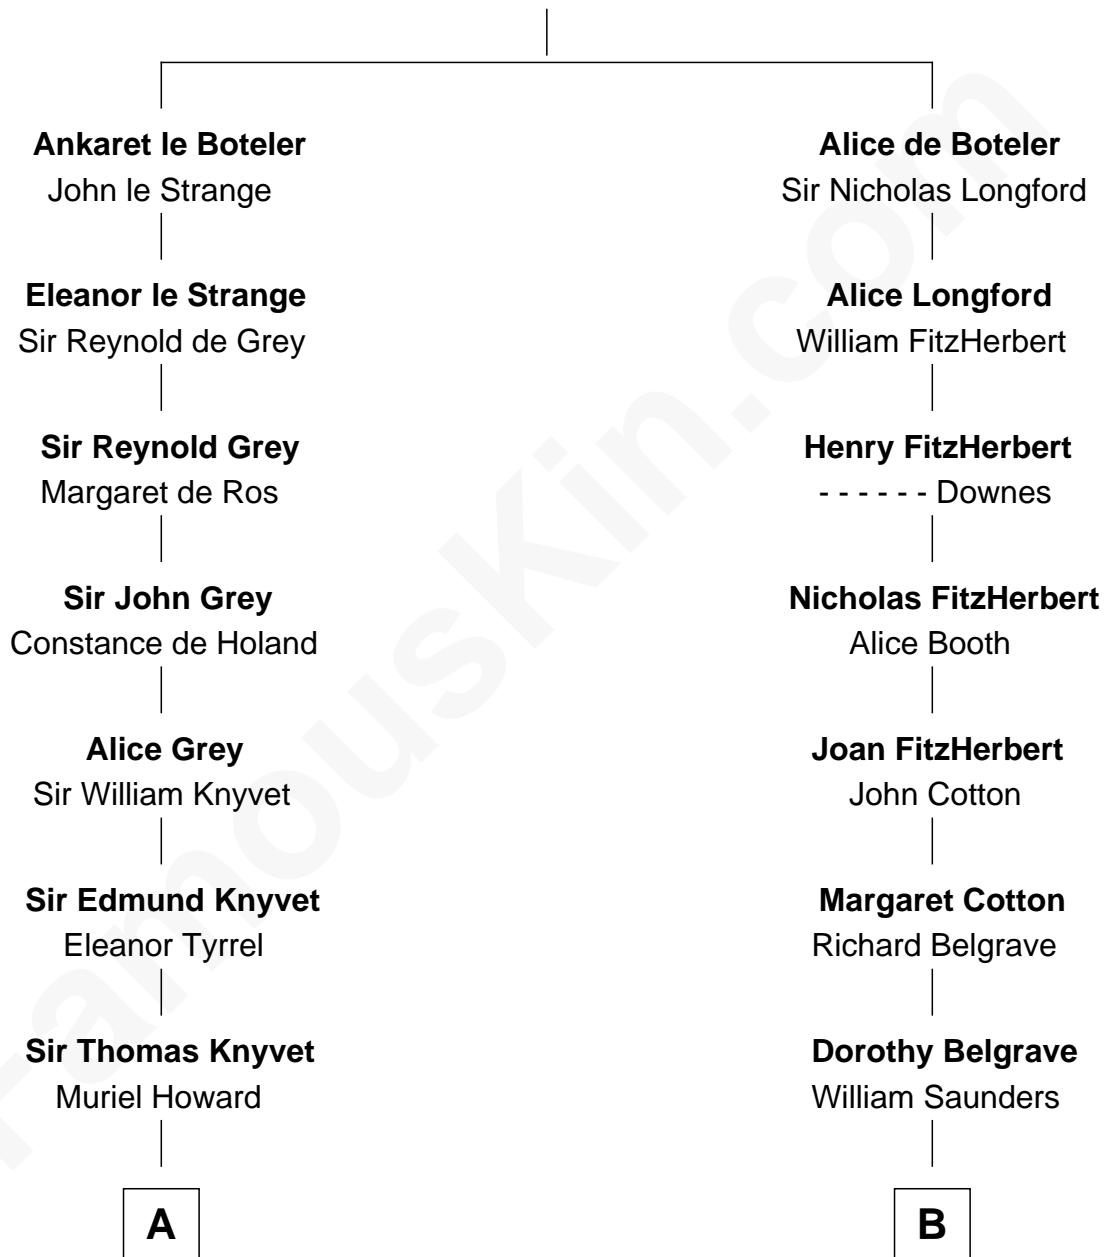 Ankaret le Boteler
John le Strange
Eleanor le Strange
Sir Reynold de Grey
Sir Reynold Grey
Margaret de Ros
Sir John Grey
Constance de Holand
Alice Grey
Sir William Knyvet
Sir Edmund Knyvet
Eleanor Tyrrel
Sir Thomas Knyvet
Muriel Howard
A
Alice de Boteler
Sir Nicholas Longford
Alice Longford
William FitzHerbert
Henry FitzHerbert
- - - - - - Downes
Nicholas FitzHerbert
Alice Booth
Joan FitzHerbert
John Cotton
Margaret Cotton
Richard Belgrave
Dorothy Belgrave
William Saunders
B
FamousKin.com